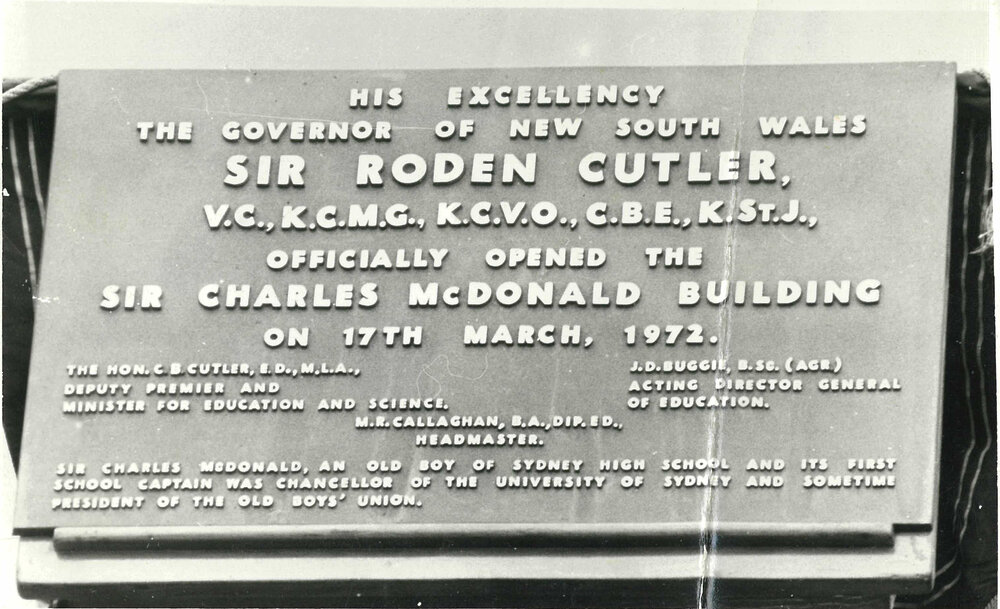 HIS EXCELLENCY
THE GOVERNOR OF NEW SOUTH WALES
SIR RODEN CUTLER,
V.C., K.C.M.G., K.C.V.O., C.B.E., K.ST.J.,
OFFICIALLY OPENED THE
SIR CHARLES McDONALD BUILDING
ON 17TH MARCH, 1972.
THE HON. C B CUTLER, E.D., M.L.A.,
DEPUTY PREMIER AND
MINISTER FOR EDUCATION AND SCIENCE.
J.D. BUGGIE, B.SC. (AGR)
ACTING DIRECTOR GENERAL
OF EDUCATION.
M.R. CALLAGHAN, B.A., DIP. ED.,
HEADMASTER.
SIR CHARLES McDONALD, AN OLD BOY OF SYDNEY HIGH SCHOOL AND ITS FIRST
SCHOOL CAPTAIN WAS CHANCELLOR OF THE UNIVERSITY OF SYDNEY AND SOMETIME
PRESIDENT OF THE OLD BOYS' UNION.